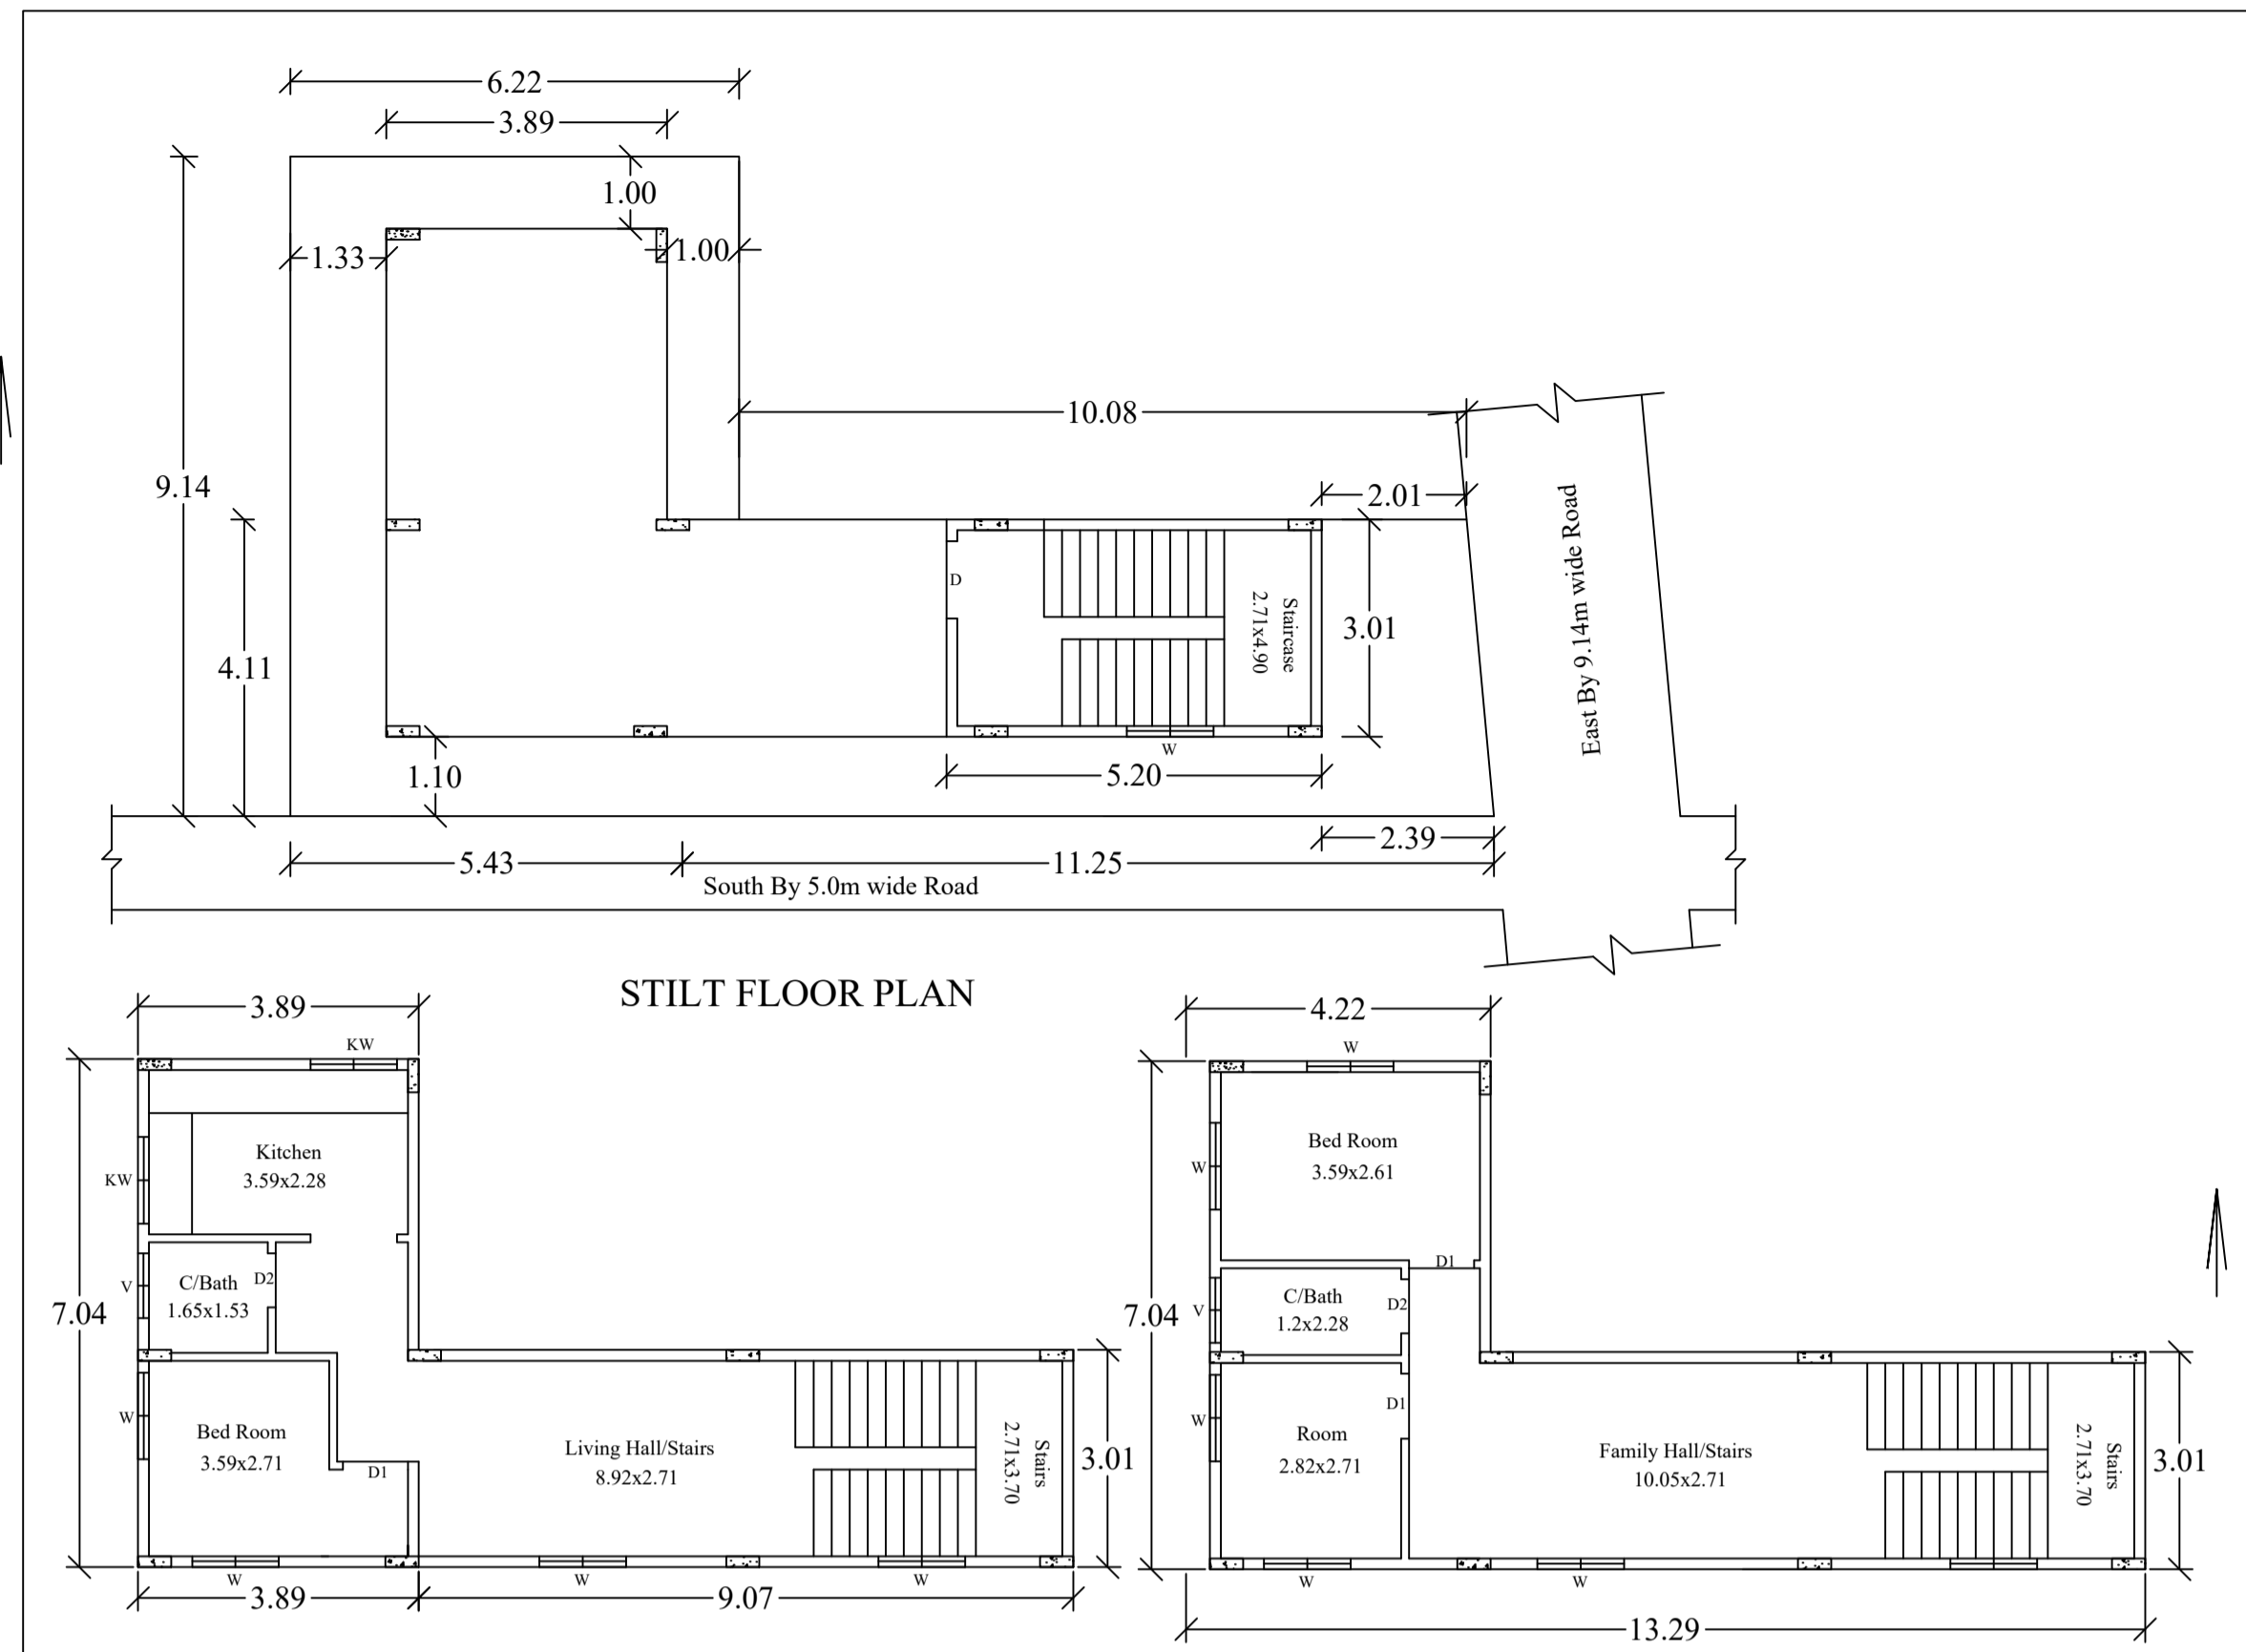 6.22
3.89
1.00
1.33
1.00
10.08
9.14
2.01
D
Staircase
2.71x4.90
3.01
East By 9.14m wide Road
4.11
W
1.10
5.20
2.39
5.43
11.25
South By 5.0m wide Road
STILT FLOOR PLAN
3.89
KW
Kitchen
3.59x2.28
KW
C/Bath
1.65x1.53
D2
V
7.04
Bed Room
3.59x2.71
W
D1
Living Hall/Stairs
8.92x2.71
Stairs
2.71x3.70
3.01
W
W
W
3.89
9.07
4.22
W
Bed Room
3.59x2.61
W
D1
C/Bath
1.2x2.28
D2
V
7.04
Room
2.82x2.71
D1
W
Family Hall/Stairs
10.05x2.71
Stairs
2.71x3.70
3.01
W
W
13.29